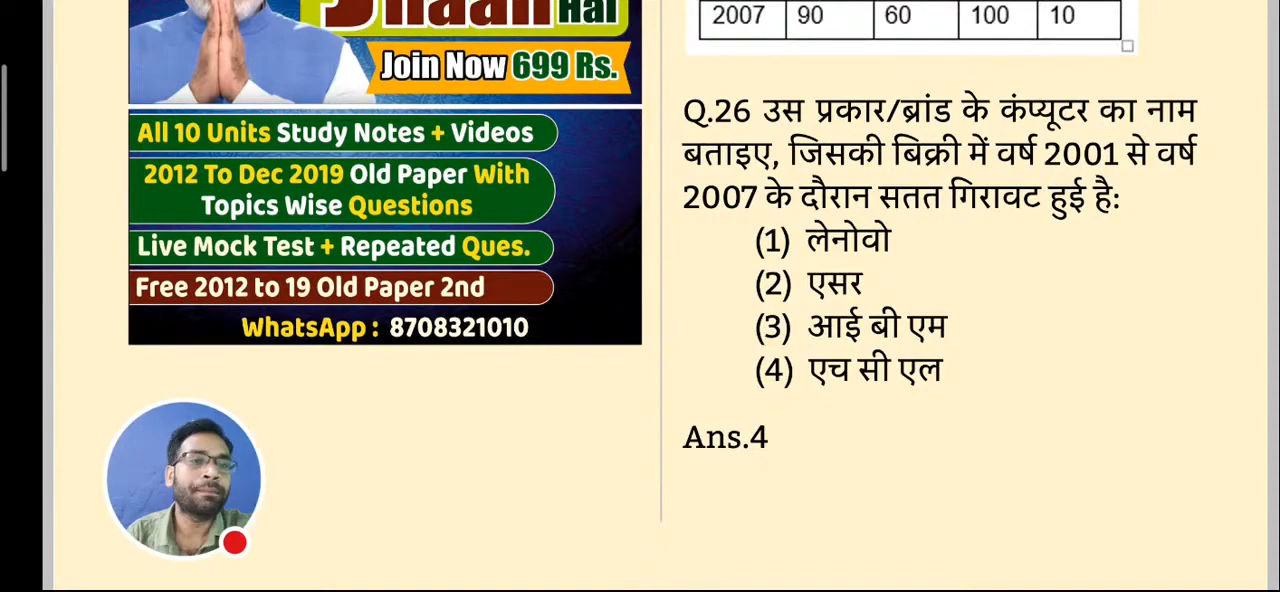 Hai
Join Now 699 Rs.
All 10 Units Study Notes + Videos
2012 To Dec 2019 Old Paper With
Topics Wise Questions
Live Mock Test + Repeated Ques.
Free 2012 to 19 Old Paper 2nd
WhatsApp : 8708321010
2007 90 60 100 10
Q.26 उस प्रकार/ब्रांड के कंप्यूटर का नाम
बताइए, जिसकी बिक्री में वर्ष 2001 से वर्ष
2007 के दौरान सतत गिरावट हुई है:
(1) लेनोवो
(2) एसर
(3) आई बी एम
(4) एच सी एल
Ans.4